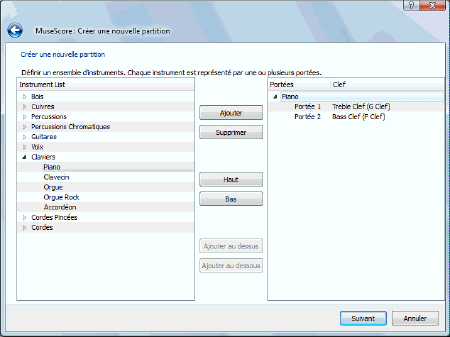 MuseScore : Créer une nouvelle partition
Créer une nouvelle partition
Définir un ensemble d'instruments. Chaque instrument est représenté par une ou plusieurs portées.
Instrument List
Bois
Cuivres
Percussions
Percussions Chromatiques
Guitares
Voix
Claviers
Piano
Clavecin
Orgue
Orgue Rock
Accordéon
Cordes Pincées
Cordes
Ajouter
Supprimer
Haut
Bas
Ajouter au dessus
Ajouter au dessous
Portées Clef
Piano
Portée 1 Treble Clef (G Clef)
Portée 2 Bass Clef (F Clef)
Suivant Annuler